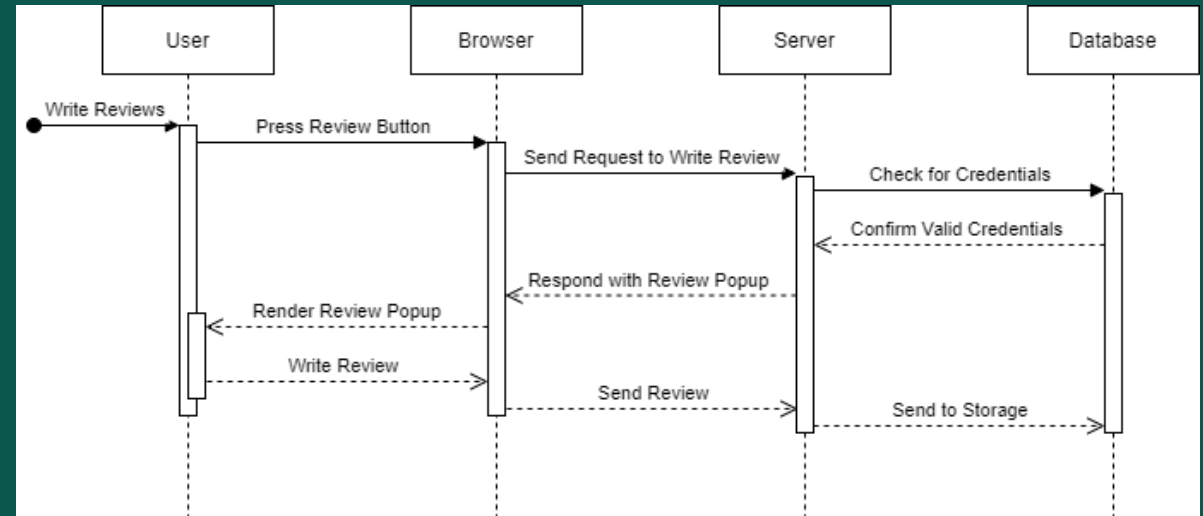 User
Browser
Server
Database
Write Reviews
Press Review Button
Send Request to Write Review
Check for Credentials
Confirm Valid Credentials
Respond with Review Popup
Render Review Popup
Write Review
Send Review
Send to Storage